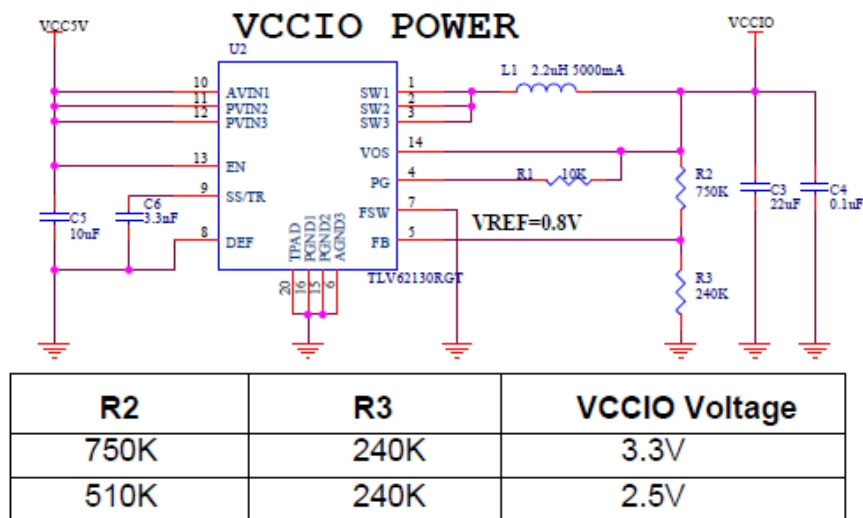 VCCIO POWER
VCC5V
VCCIO
U2
L1 2.2uH 5000mA
10 AVIN1 SW1 1
11 PVIN2 SW2 2
12 PVIN3 SW3 3
VOS 14
13 EN
R1 10K
PG 4
R2
750K
9 SS/TR
C6
3.3nF
FSW 7
C3
22uF
C4
0.1uF
C5
10uF
VREF=0.8V
8 DEF
FB 5
TPAD PGND1 PGND2 AGND3
20 16 15 6
TLV62130RGT
R3
240K
R2 R3 VCCIO Voltage
750K 240K 3.3V
510K 240K 2.5V